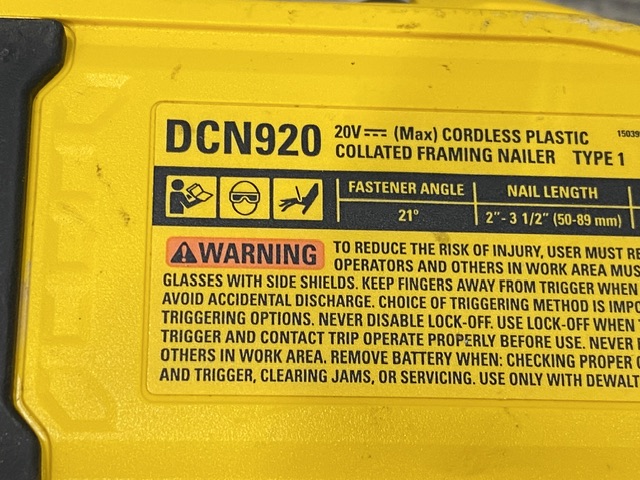 DCN920 20V (Max) CORDLESS PLASTIC
COLLATED FRAMING NAILER TYPE 1
FASTENER ANGLE NAIL LENGTH
21° 2"- 3 1/2" (50-89 mm)
WARNING TO REDUCE THE RISK OF INJURY, USER MUST RE
OPERATORS AND OTHERS IN WORK AREA MUS
GLASSES WITH SIDE SHIELDS. KEEP FINGERS AWAY FROM TRIGGER WHEN
AVOID ACCIDENTAL DISCHARGE. CHOICE OF TRIGGERING METHOD IS IMPO
TRIGGERING OPTIONS. NEVER DISABLE LOCK-OFF. USE LOCK-OFF WHEN
TRIGGER AND CONTACT TRIP OPERATE PROPERLY BEFORE USE. NEVER
OTHERS IN WORK AREA. REMOVE BATTERY WHEN: CHECKING PROPER
AND TRIGGER, CLEARING JAMS, OR SERVICING. USE ONLY WITH DEWALT